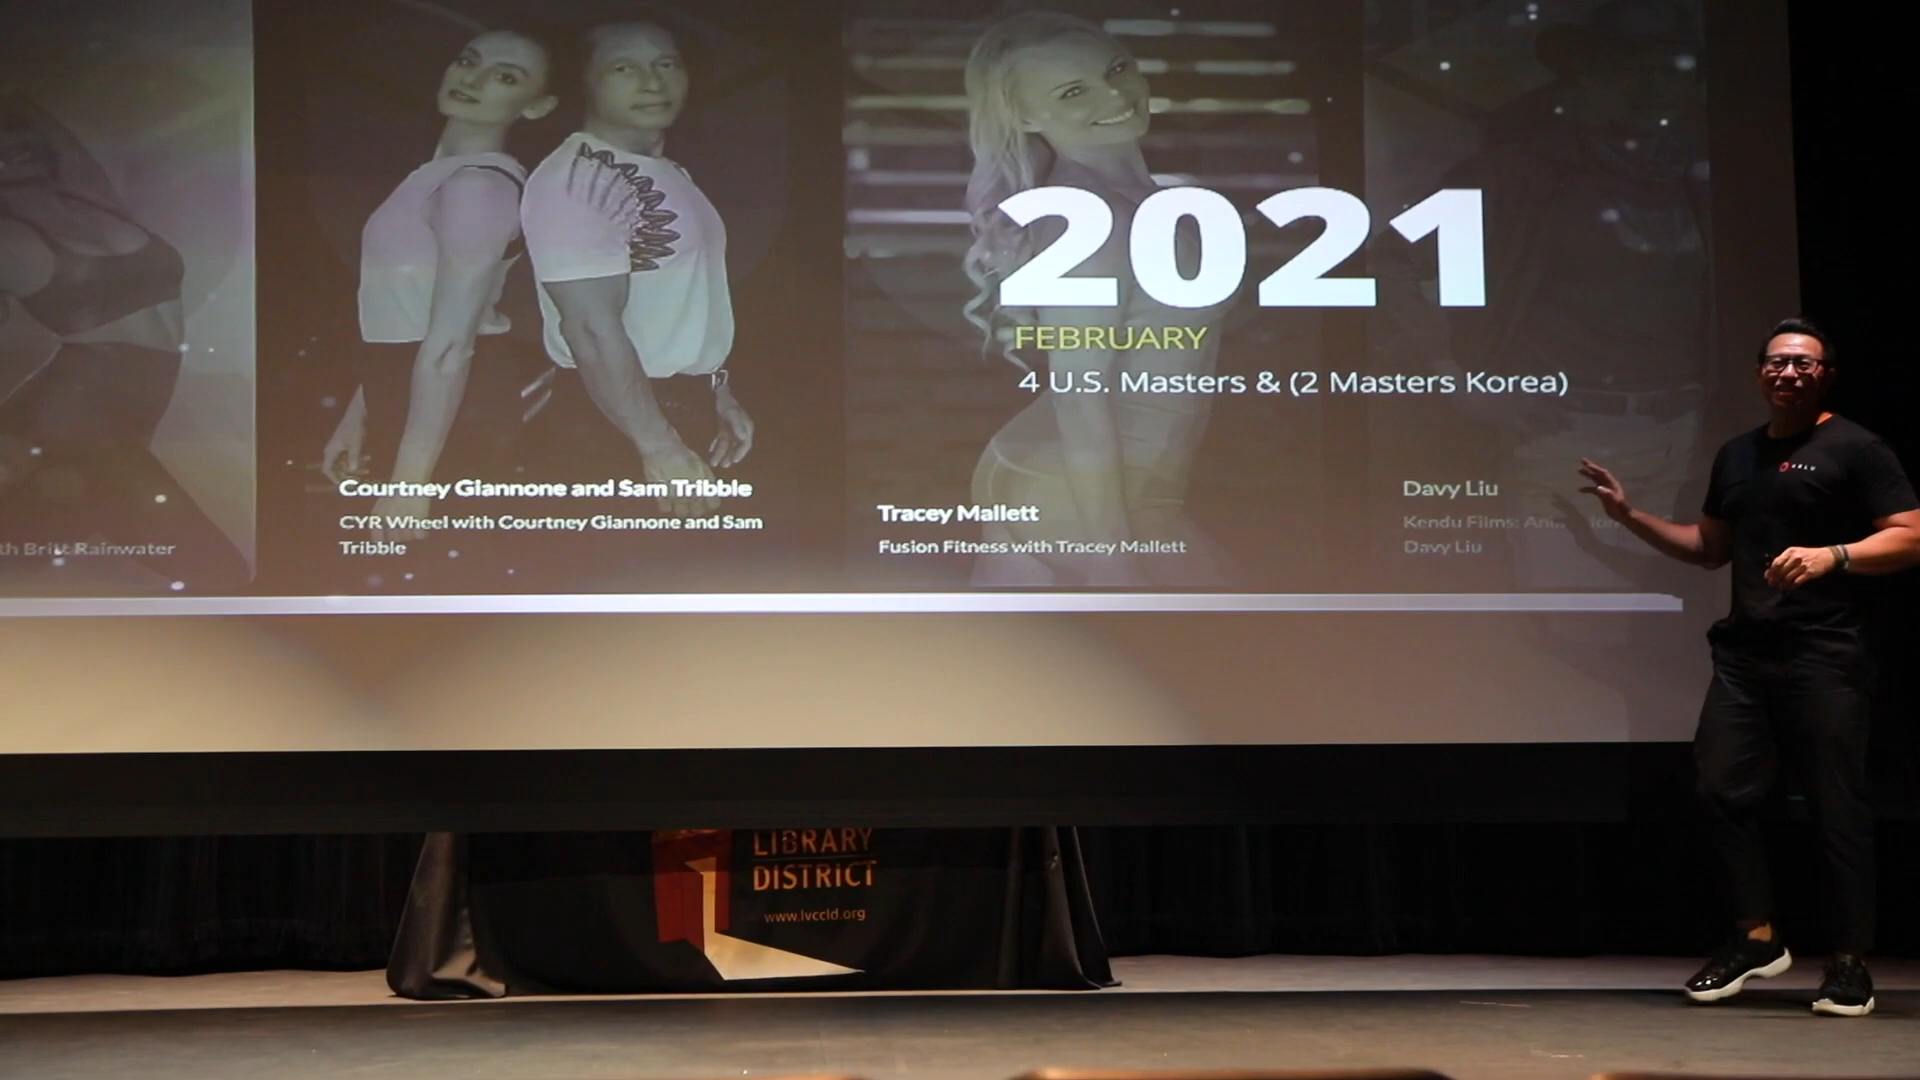 2021
FEBRUARY
4 U.S. Masters & (2 Masters Korea)
Courtney Giannone and Sam Tribble
CYR Wheel with Courtney Giannone and Sam
Tribble
Tracey Mallett
Fusion Fitness with Tracey Mallett
Davy Liu
Kendu Films:
Davy Liu
th Britt Rainwater
LIBRARY
DISTRICT
www.lvccld.org